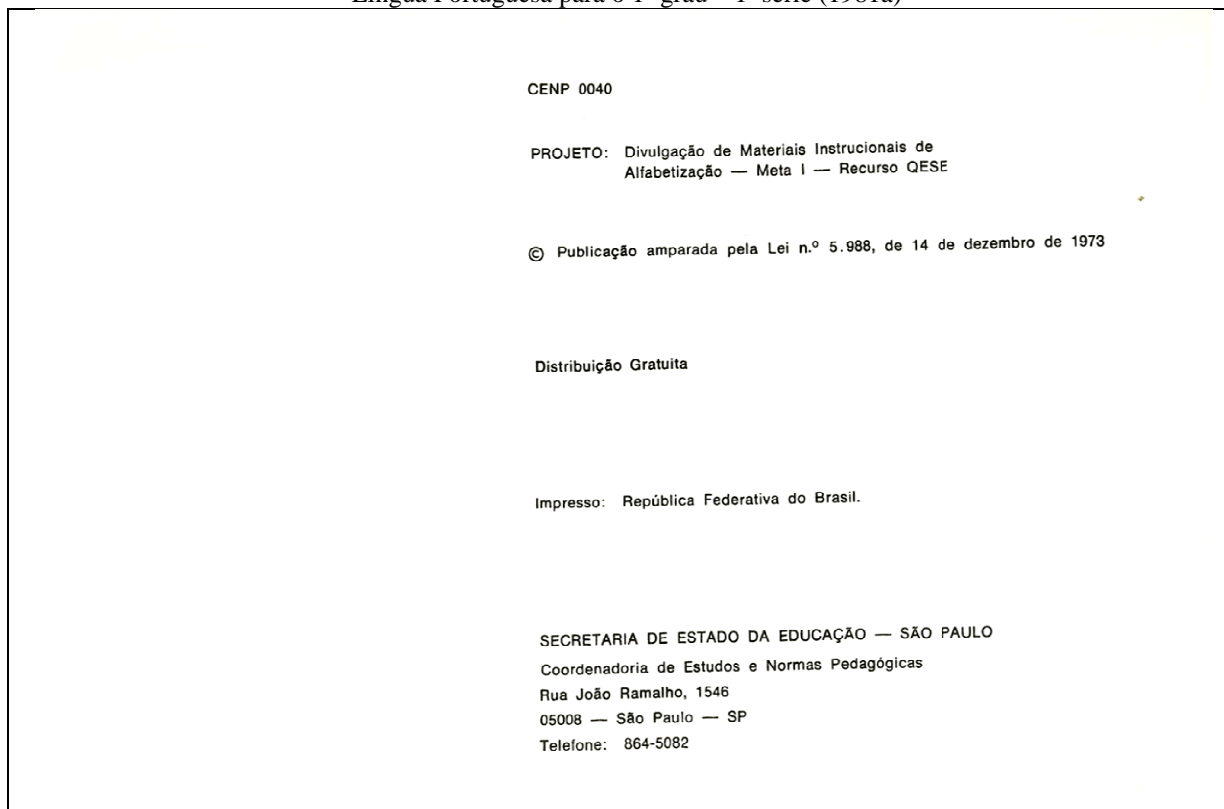 Língua Portuguesa para o 1º grau – 1ª série (1981a)
CENP 0040
PROJETO: Divulgação de Materiais Instrucionais de
Alfabetização — Meta I — Recurso QESE
© Publicação amparada pela Lei n.º 5.988, de 14 de dezembro de 1973
Distribuição Gratuita
Impresso: República Federativa do Brasil.
SECRETARIA DE ESTADO DA EDUCAÇÃO — SÃO PAULO
Coordenadoria de Estudos e Normas Pedagógicas
Rua João Ramalho, 1546
05008 — São Paulo — SP
Telefone: 864-5082